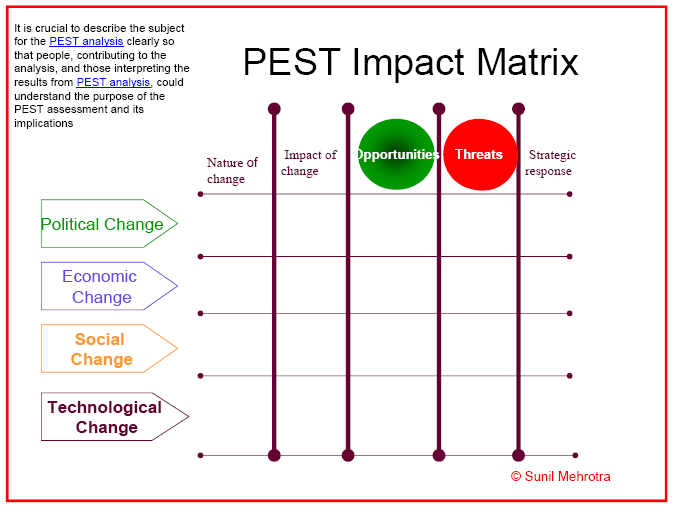 It is crucial to describe the subject
for the PEST analysis clearly so
that people, contributing to the
analysis, and those interpreting the
results from PEST analysis, could
understand the purpose of the
PEST assessment and its
implications
PEST Impact Matrix
Nature of
change
Impact of
change
Opportunities
Threats
Strategic
response
Political Change
Economic
Change
Social
Change
Technological
Change
© Sunil Mehrotra